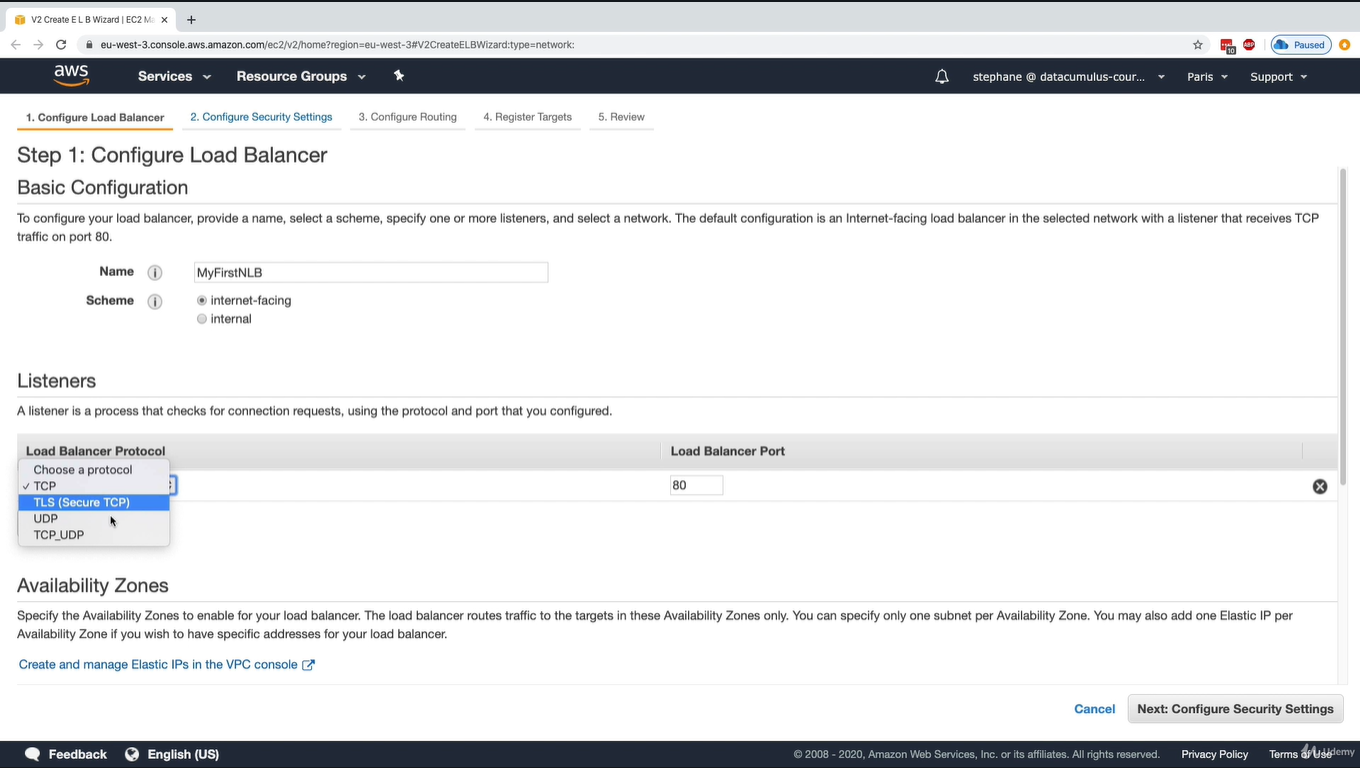 V2 Create E L B Wizard | EC2 Ma
eu-west-3.console.aws.amazon.com/ec2/v2/home?region=eu-west-3#V2CreateELBWizard:type=network:
10
ABP
Paused
aws
Services
Resource Groups
stephane @ datacumulus-cour...
Paris
Support
1. Configure Load Balancer
2. Configure Security Settings
3. Configure Routing
4. Register Targets
5. Review
Step 1: Configure Load Balancer
Basic Configuration
To configure your load balancer, provide a name, select a scheme, specify one or more listeners, and select a network. The default configuration is an Internet-facing load balancer in the selected network with a listener that receives TCP
traffic on port 80.
Name
MyFirstNLB
Scheme
internet-facing
internal
Listeners
A listener is a process that checks for connection requests, using the protocol and port that you configured.
Load Balancer Protocol
Load Balancer Port
Choose a protocol
✓ TCP
80
TLS (Secure TCP)
UDP
TCP_UDP
Availability Zones
Specify the Availability Zones to enable for your load balancer. The load balancer routes traffic to the targets in these Availability Zones only. You can specify only one subnet per Availability Zone. You may also add one Elastic IP per
Availability Zone if you wish to have specific addresses for your load balancer.
Create and manage Elastic IPs in the VPC console
Cancel
Next: Configure Security Settings
Feedback
English (US)
© 2008 - 2020, Amazon Web Services, Inc. or its affiliates. All rights reserved.
Privacy Policy
Terms of Use
Udemy